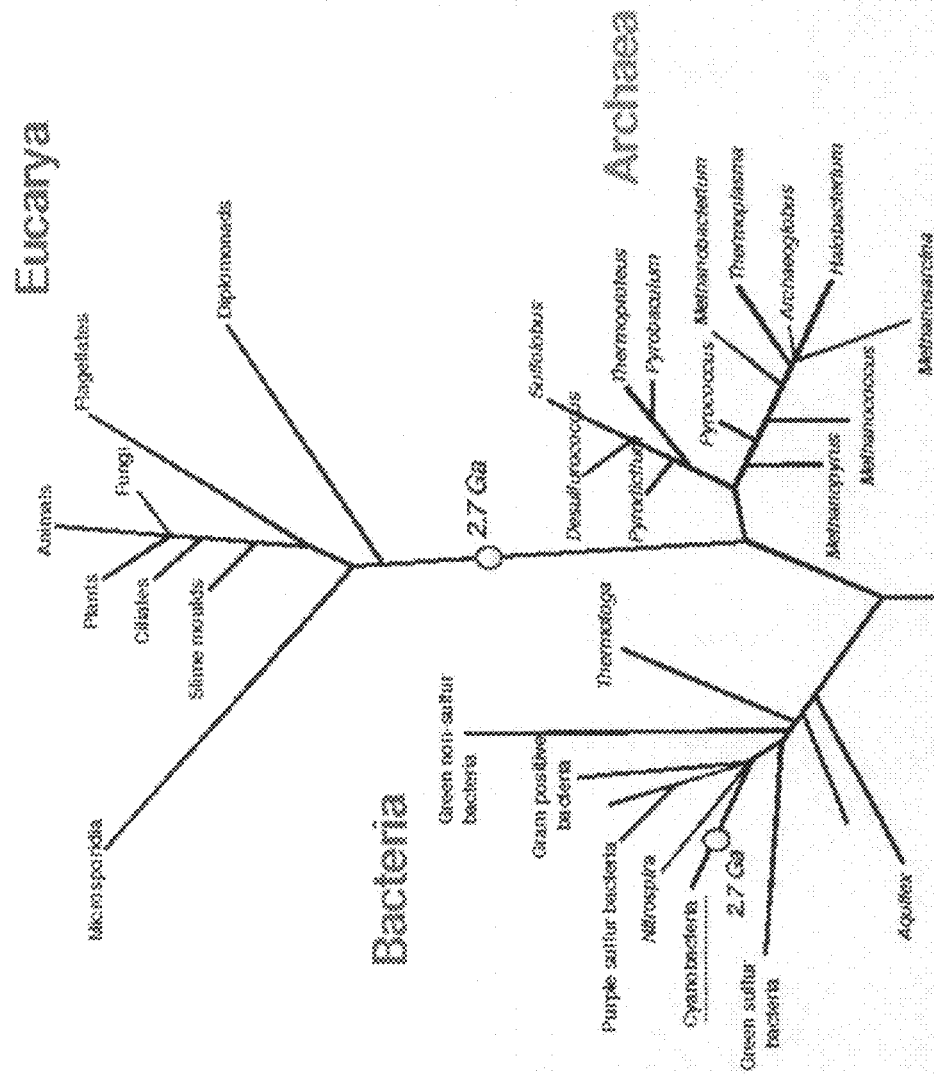 Eucarya
Animals
Flagellates
Fungi
Plants
Ciliates
Slime moulds
Diplomonads
Microsporidia
2.7 Ga
Archaea
Sulfolobus
Desulfurococcus
Thermoproteus
Pyrodictium
Pyrobaculum
Methanobacterium
Pyrococcus
Thermoplasma
Archaeoglobus
Halobacterium
Methanopyrus
Methanococcus
Methanosarcina
Bacteria
Green non-sulfur
bacteria
Gram positive
bacteria
Thermotoga
Purple sulfur bacteria
Nitrospira
Cyanobacteria
2.7 Ga
Green sulfur
bacteria
Aquifex